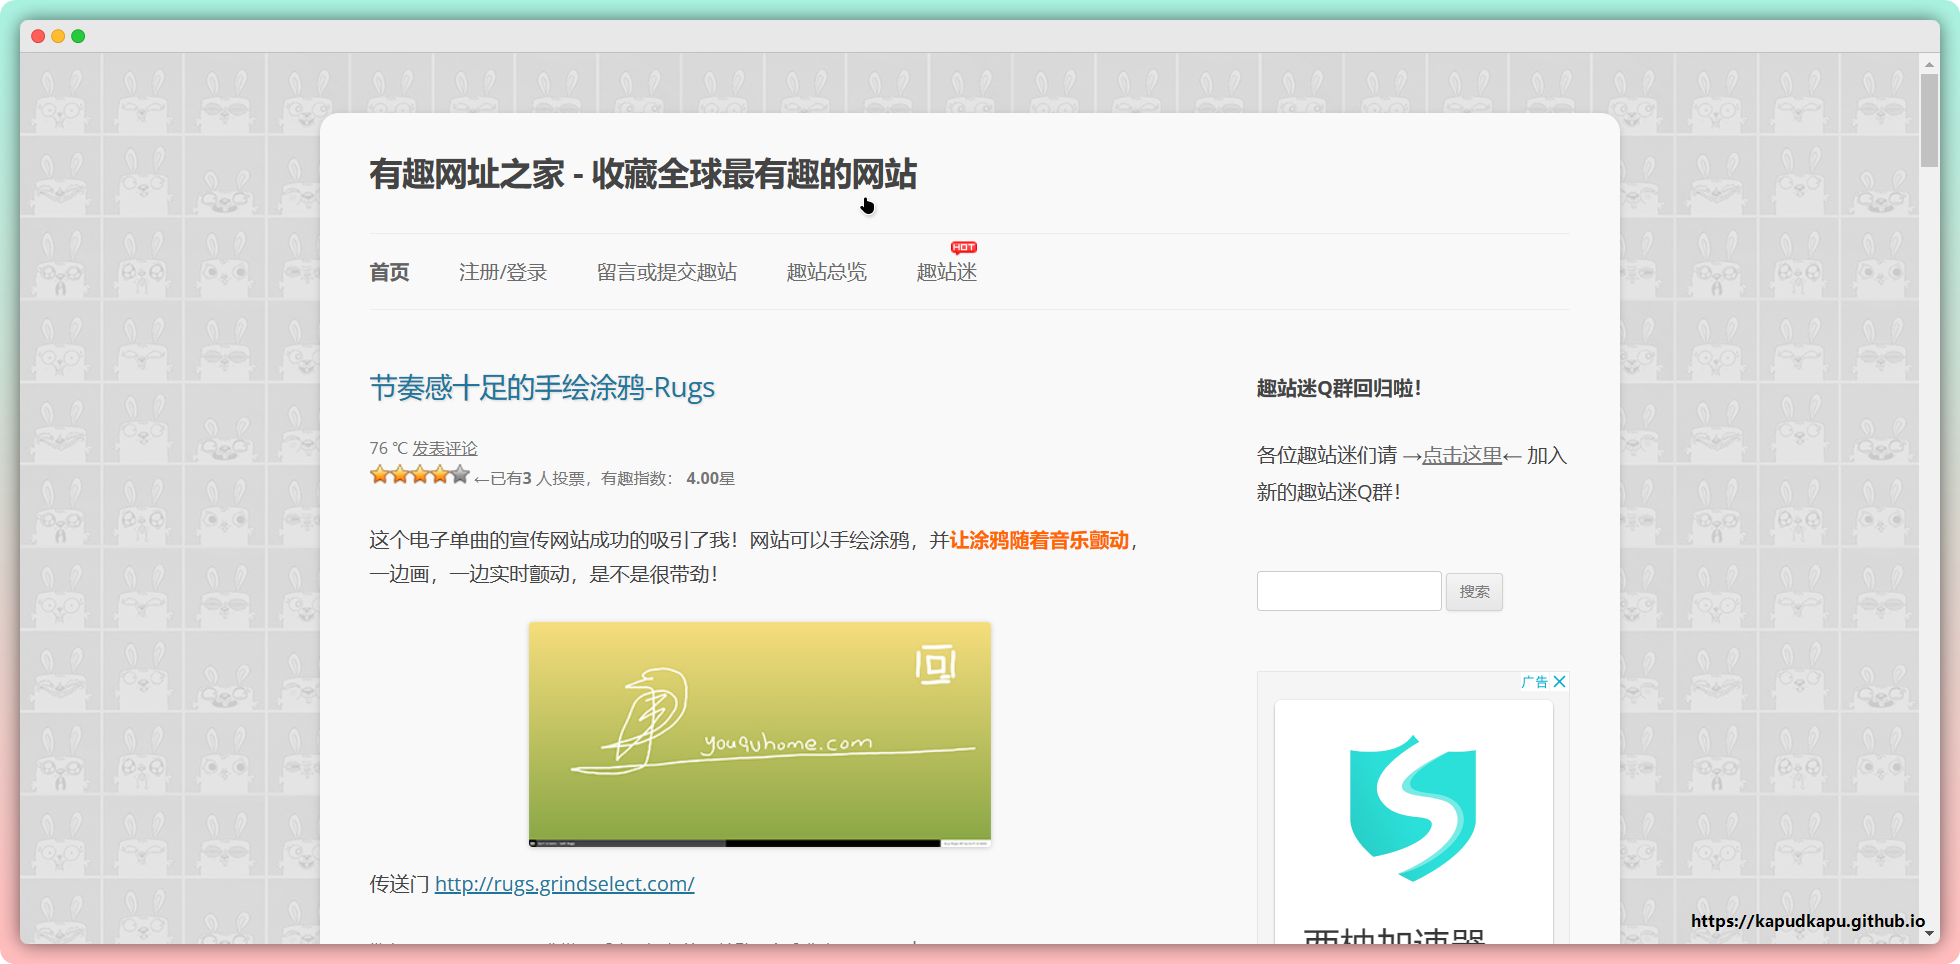 有趣网址之家 - 收藏全球最有趣的网站
HOT
首页 注册/登录 留言或提交趣站 趣站总览 趣站迷
节奏感十足的手绘涂鸦-Rugs
76 ℃ 发表评论
←已有3 人投票，有趣指数： 4.00星
这个电子单曲的宣传网站成功的吸引了我！网站可以手绘涂鸦，并让涂鸦随着音乐颤动，
一边画，一边实时颤动，是不是很带劲！
回
youquhome.com
传送门 http://rugs.grindselect.com/
趣站迷Q群回归啦！
各位趣站迷们请 →点击这里← 加入
新的趣站迷Q群！
搜索
广告
https://kapudkapu.github.io